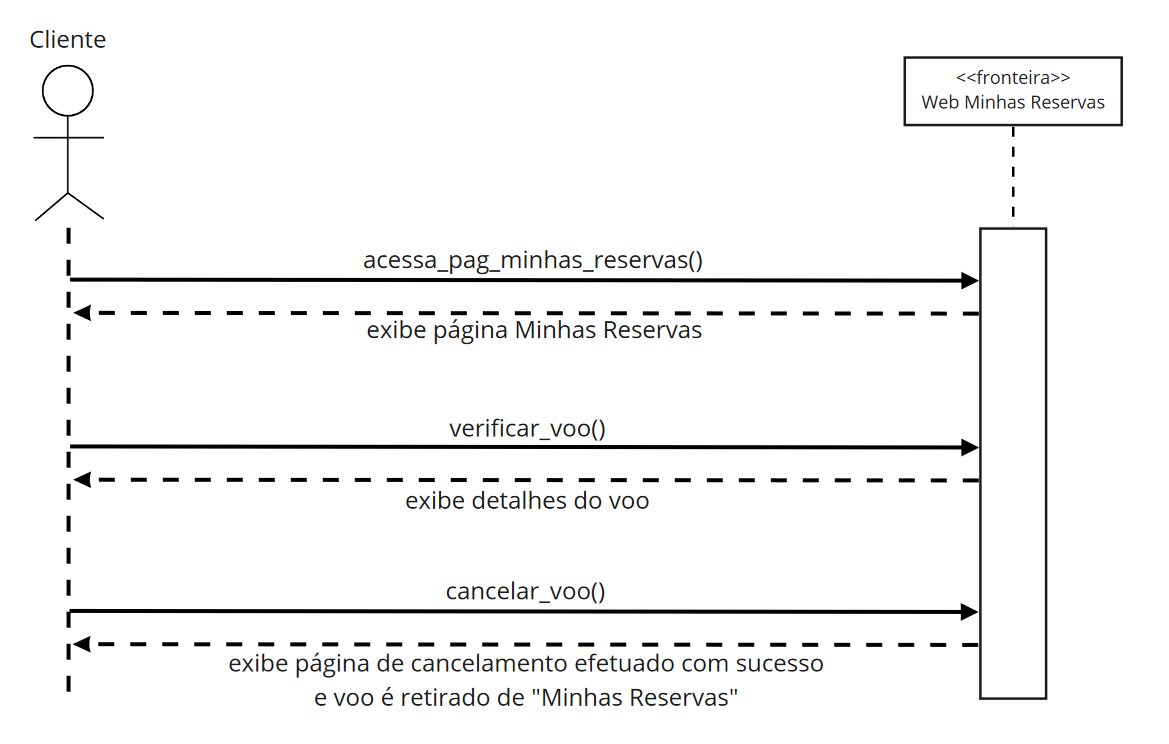 Cliente
<<fronteira>>
Web Minhas Reservas
acessa_pag_minhas_reservas()
exibe página Minhas Reservas
verificar_voo()
exibe detalhes do voo
cancelar_voo()
exibe página de cancelamento efetuado com sucesso
e voo é retirado de "Minhas Reservas"